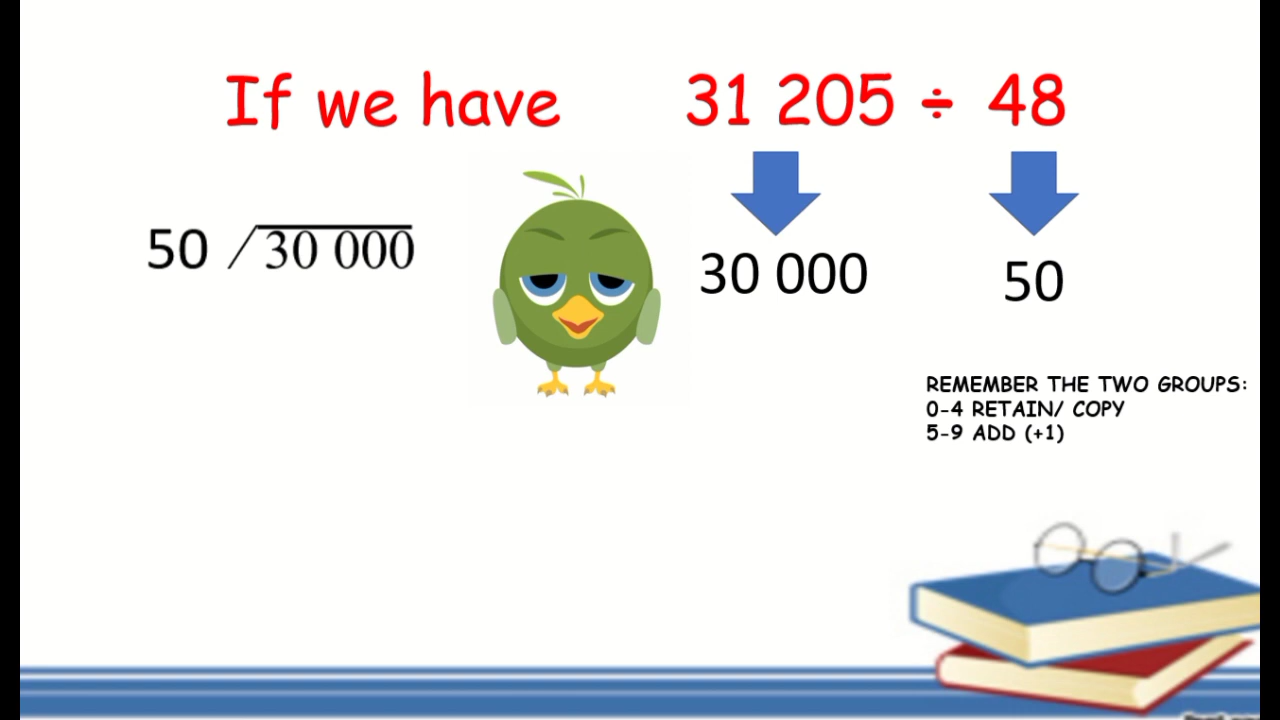 If we have 31 205 ÷ 48
50 30 000
30 000 50
REMEMBER THE TWO GROUPS:
0-4 RETAIN/ COPY
5-9 ADD (+1)